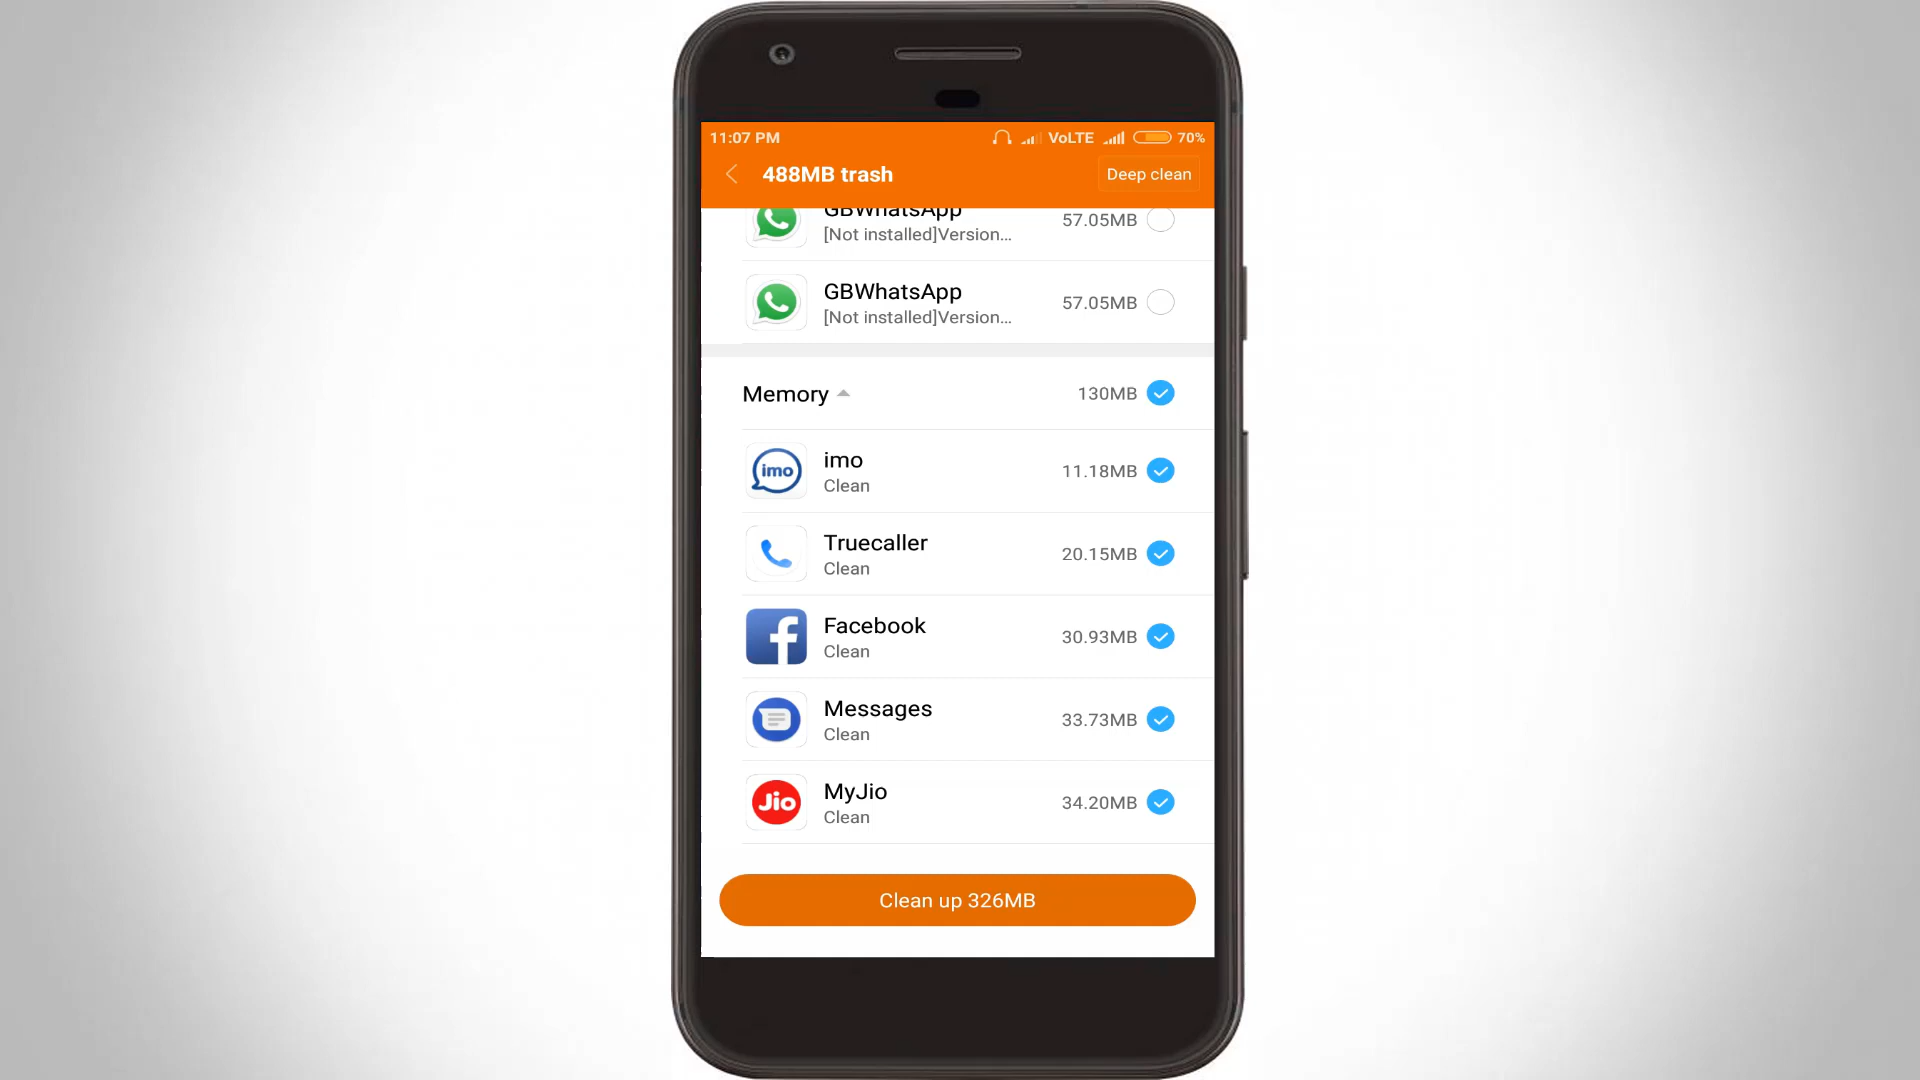 11:07 PM VoLTE 70%
488MB trash Deep clean
GBWhatsApp
57.05MB
[Not installed]Version...
GBWhatsApp
57.05MB
[Not installed]Version...
Memory 130MB
imo
imo
11.18MB
Clean
Truecaller
20.15MB
Clean
Facebook
30.93MB
Clean
Messages
33.73MB
Clean
Jio
MyJio
34.20MB
Clean
Clean up 326MB